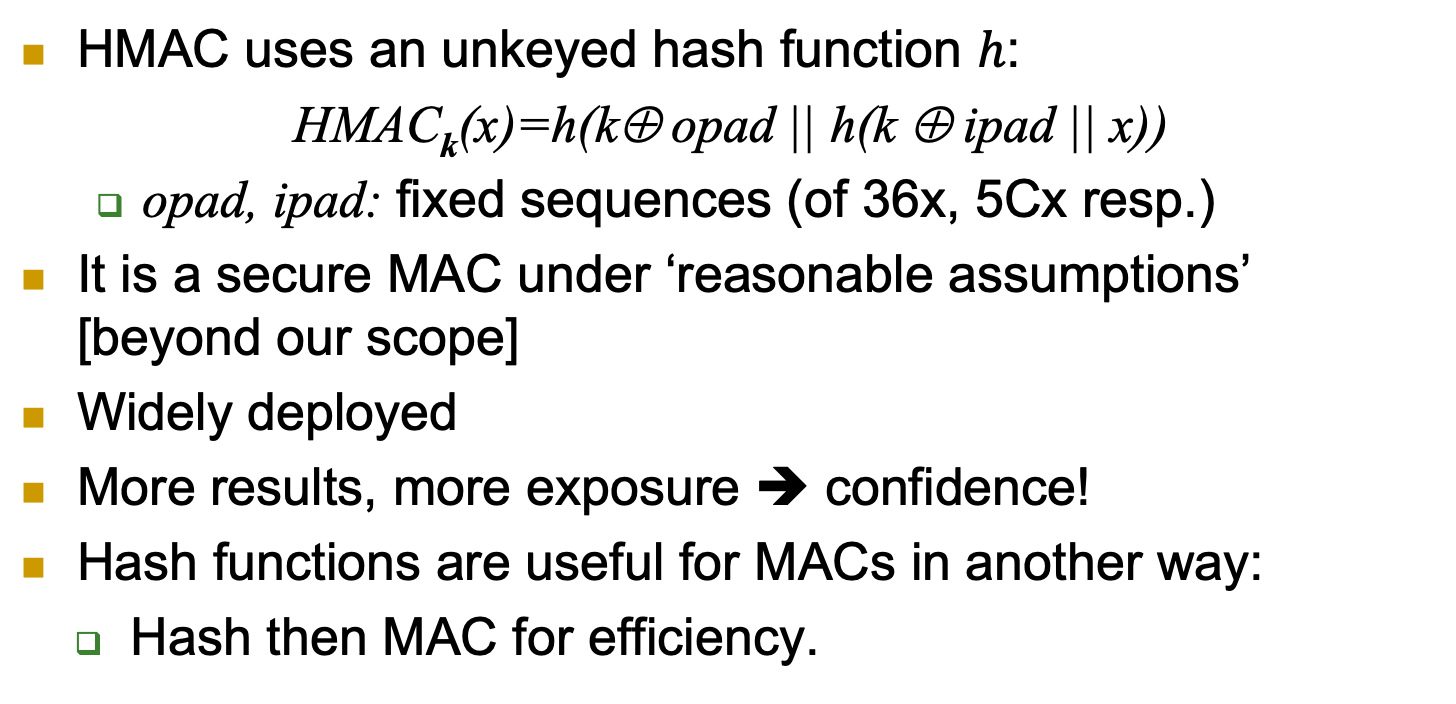 HMAC uses an unkeyed hash function h:
HMACₖ(x)=h(k⊕ opad || h(k ⊕ ipad || x))
opad, ipad: fixed sequences (of 36x, 5Cx resp.)
It is a secure MAC under ‘reasonable assumptions’
[beyond our scope]
Widely deployed
More results, more exposure ➔ confidence!
Hash functions are useful for MACs in another way:
Hash then MAC for efficiency.